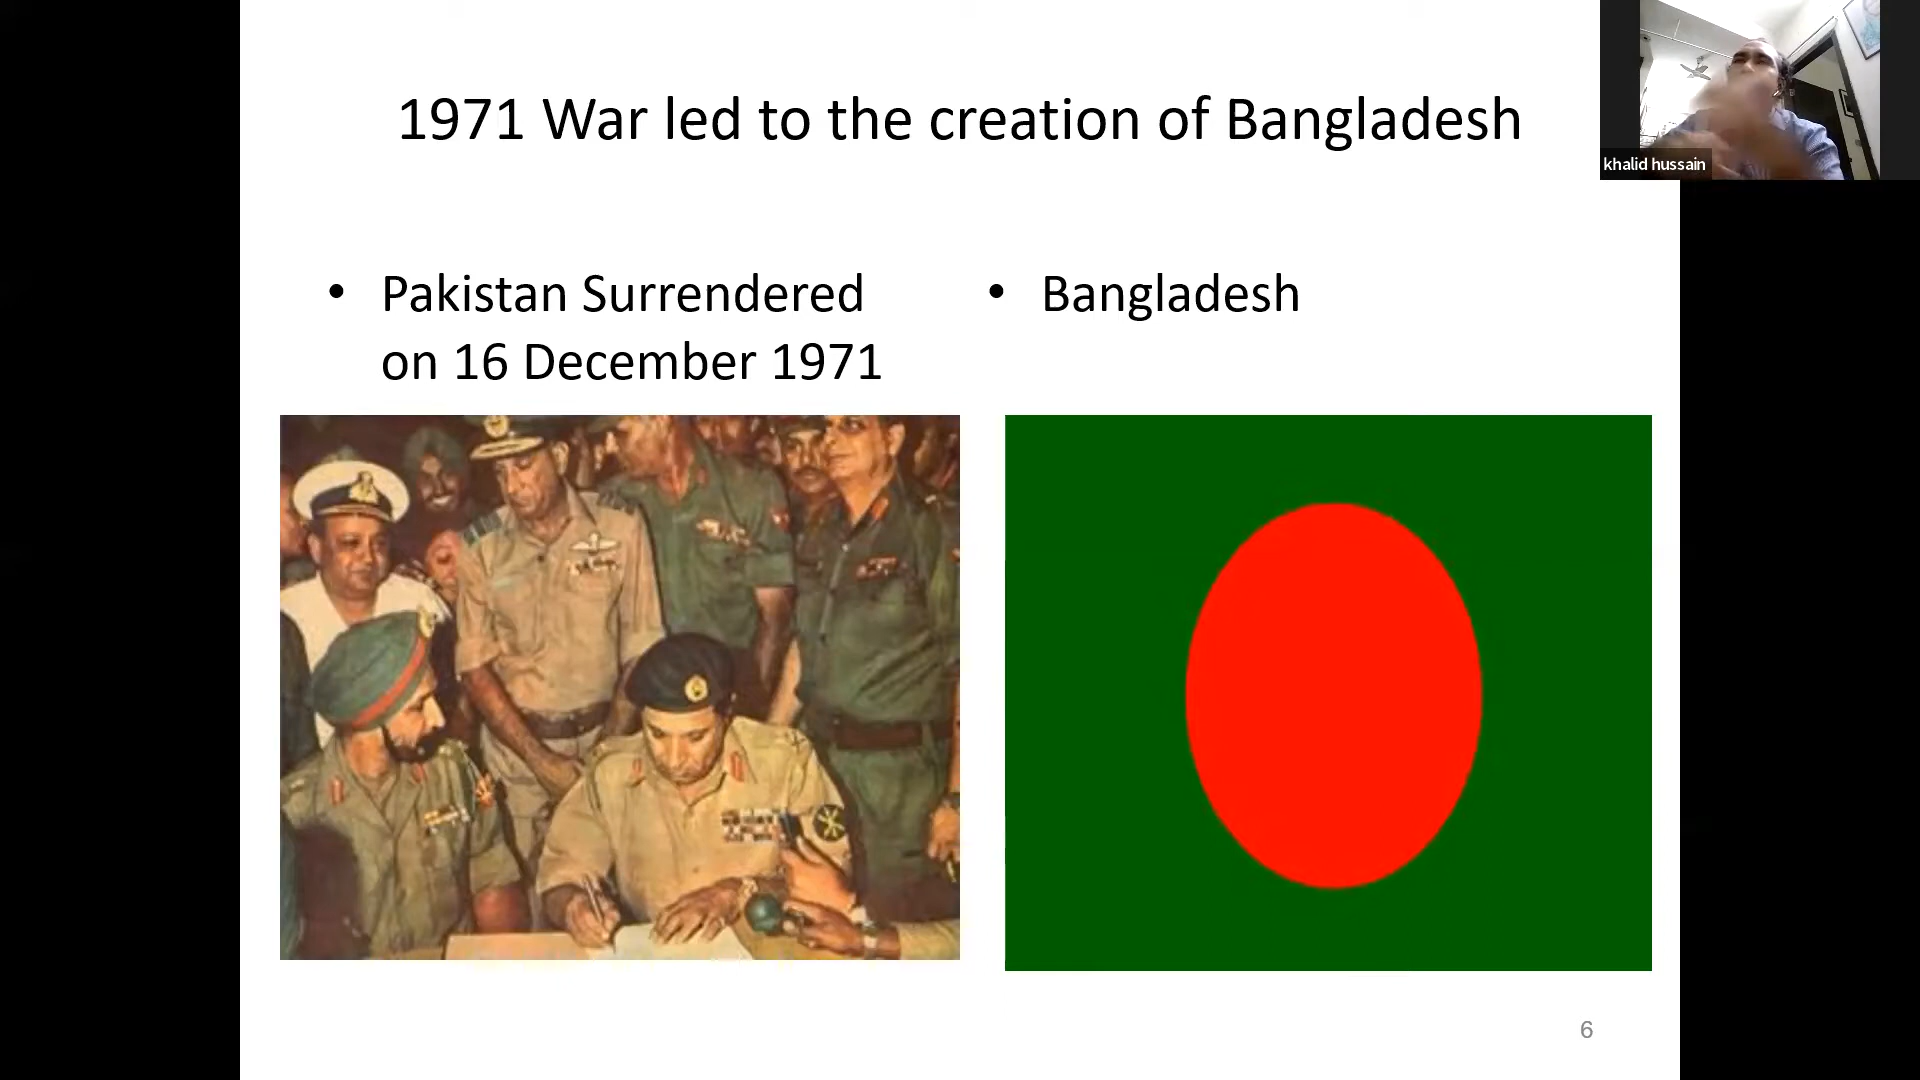 1971 War led to the creation of Bangladesh
khalid hussain
• Pakistan Surrendered
on 16 December 1971
• Bangladesh
6